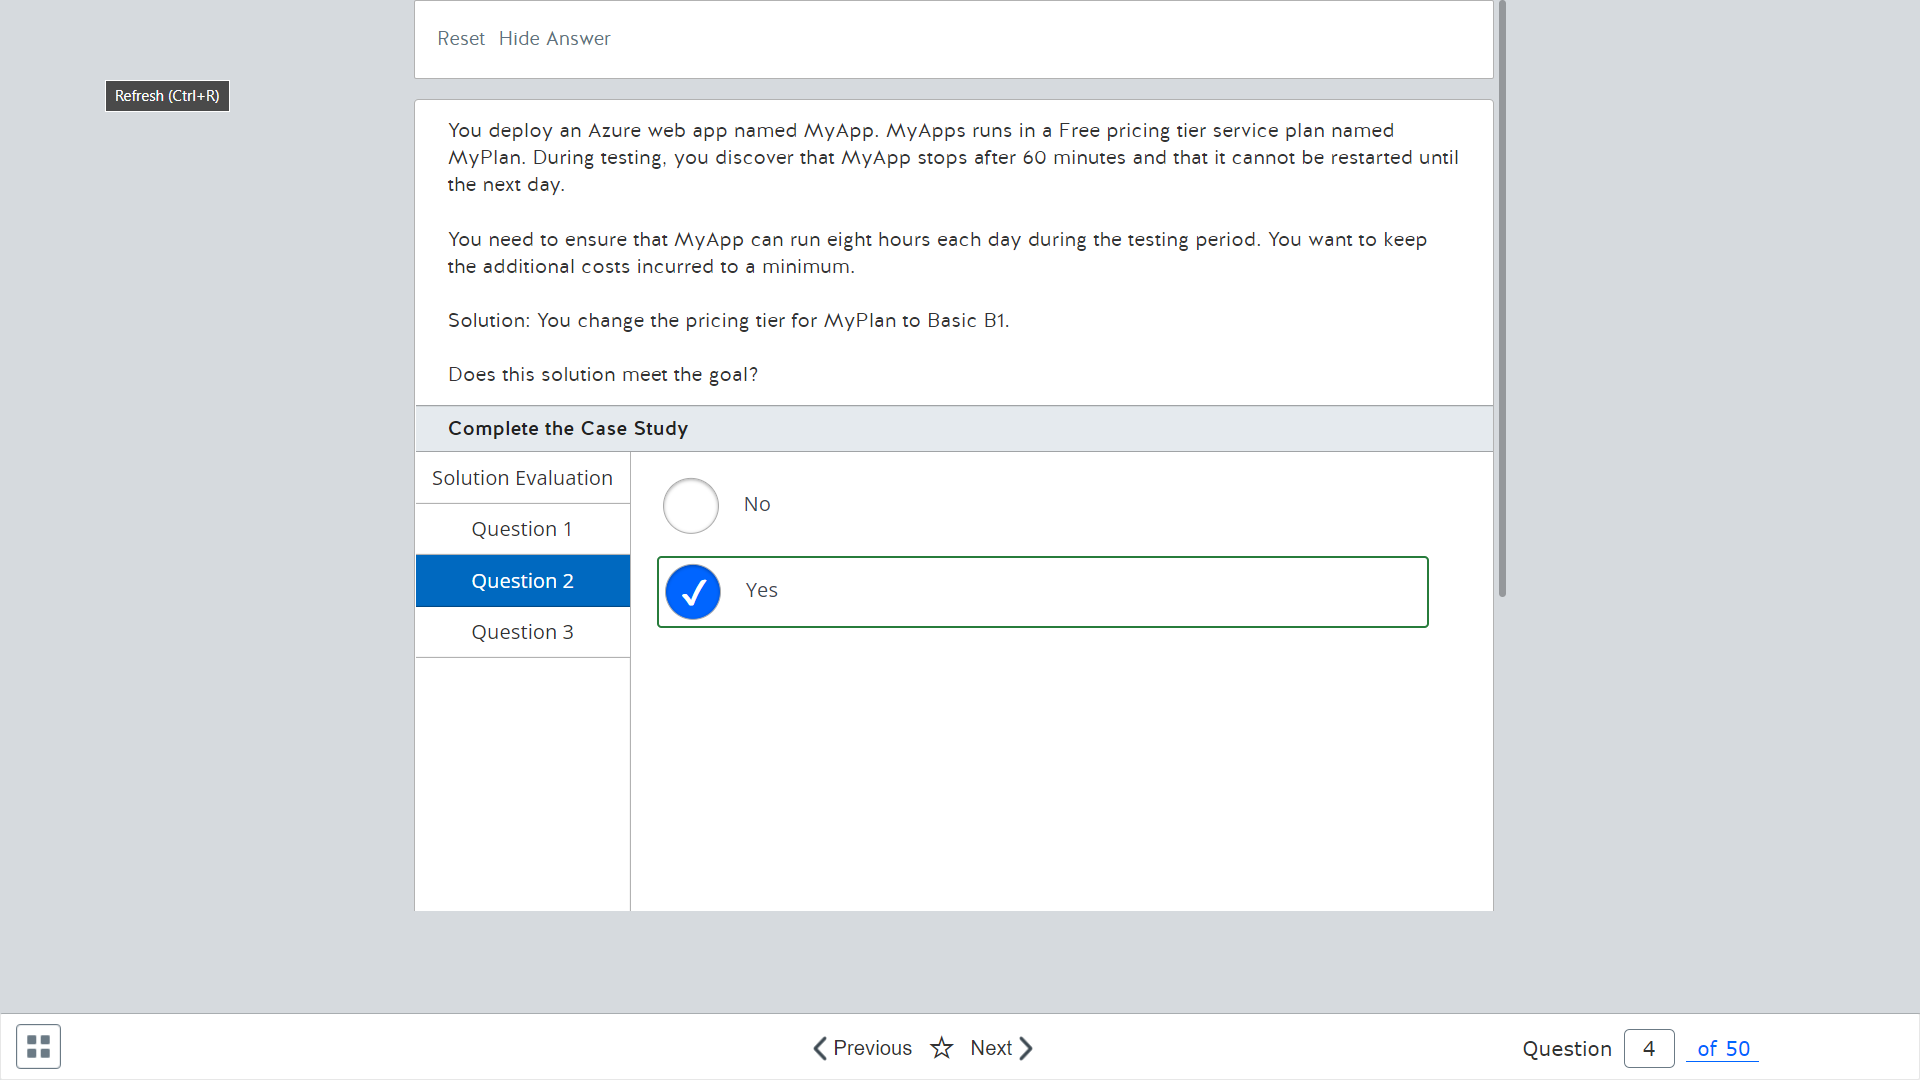 Reset Hide Answer
Refresh (Ctrl+R)
You deploy an Azure web app named MyApp. MyApps runs in a Free pricing tier service plan named
MyPlan. During testing, you discover that MyApp stops after 60 minutes and that it cannot be restarted until
the next day.
You need to ensure that MyApp can run eight hours each day during the testing period. You want to keep
the additional costs incurred to a minimum.
Solution: You change the pricing tier for MyPlan to Basic B1.
Does this solution meet the goal?
Complete the Case Study
Solution Evaluation
Question 1
Question 2
Question 3
No
Yes
Previous Next
Question 4 of 50